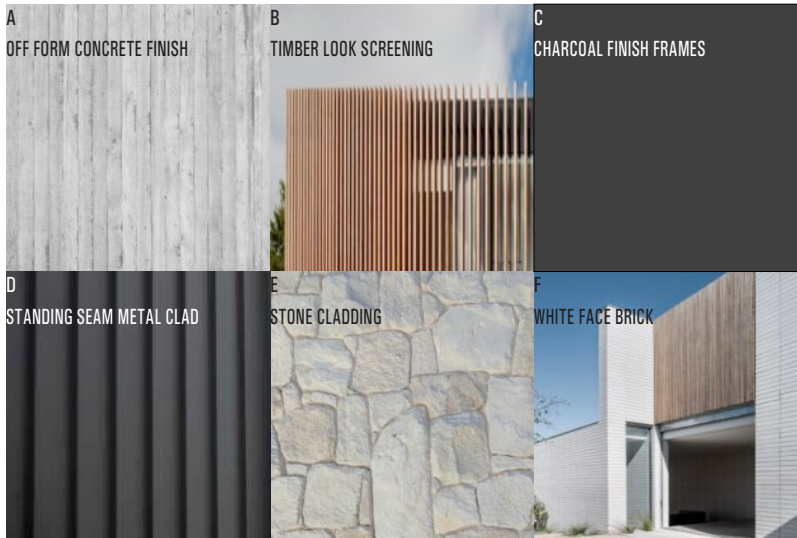 A
OFF FORM CONCRETE FINISH
B
TIMBER LOOK SCREENING
C
CHARCOAL FINISH FRAMES
D
STANDING SEAM METAL CLAD
E
STONE CLADDING
F
WHITE FACE BRICK